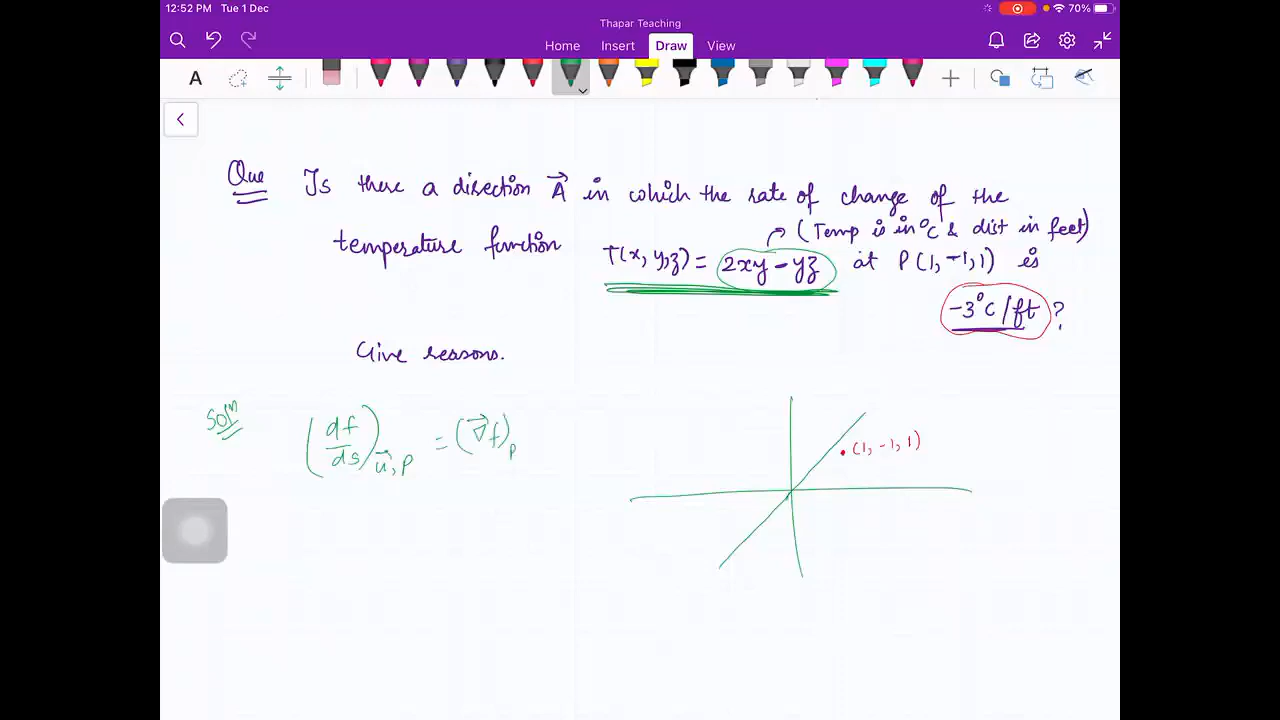 12:52 PM Tue 1 Dec
70%
Thapar Teaching
Home Insert Draw View
A
Que Is there a direction A⃗ in which the rate of change of the
temperature function T(x, y, z) = 2xy - yz at P(1, -1, 1) is
(Temp is in °C & dist in feet)
-3°C/ft ?
Give reasons.
Solⁿ
(df/ds)u⃗, P = (∇⃗f)P
(1, -1, 1)